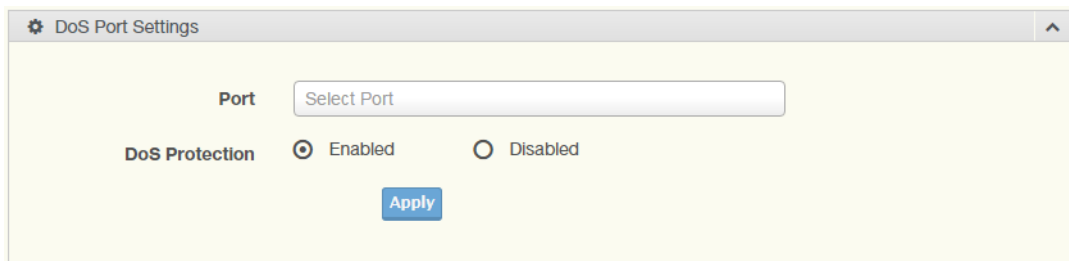 DoS Port Settings
Port Select Port
DoS Protection Enabled Disabled
Apply